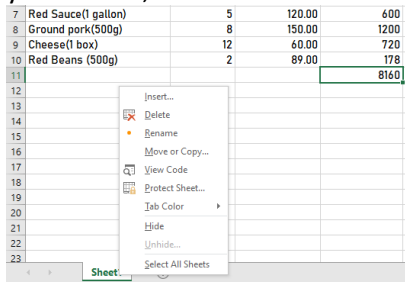 7 Red Sauce(1 gallon) 5 120.00 600
8 Ground pork(500g) 8 150.00 1200
9 Cheese(1 box) 12 60.00 720
10 Red Beans (500g) 2 89.00 178
11 8160
12
13 Insert...
14 Delete
15 Rename
16 Move or Copy...
17 View Code
18 Protect Sheet...
19 Tab Color
20
21 Hide
22 Unhide...
23 Select All Sheets